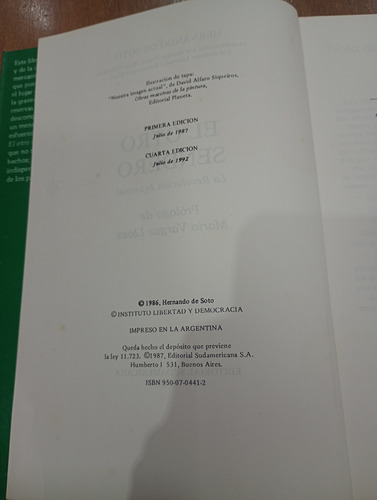 Ilustración de tapa:
"Nuestra imagen actual", de David Alfaro Siqueiros,
Obras maestras de la pintura,
Editorial Planeta.
PRIMERA EDICION
Julio de 1987
CUARTA EDICION
Julio de 1992
© 1986, Hernando de Soto
© INSTITUTO LIBERTAD Y DEMOCRACIA
IMPRESO EN LA ARGENTINA
Queda hecho el depósito que previene
la ley 11.723. ©1987, Editorial Sudamericana S.A.
Humberto I 531, Buenos Aires.
ISBN 950-07-0441-2